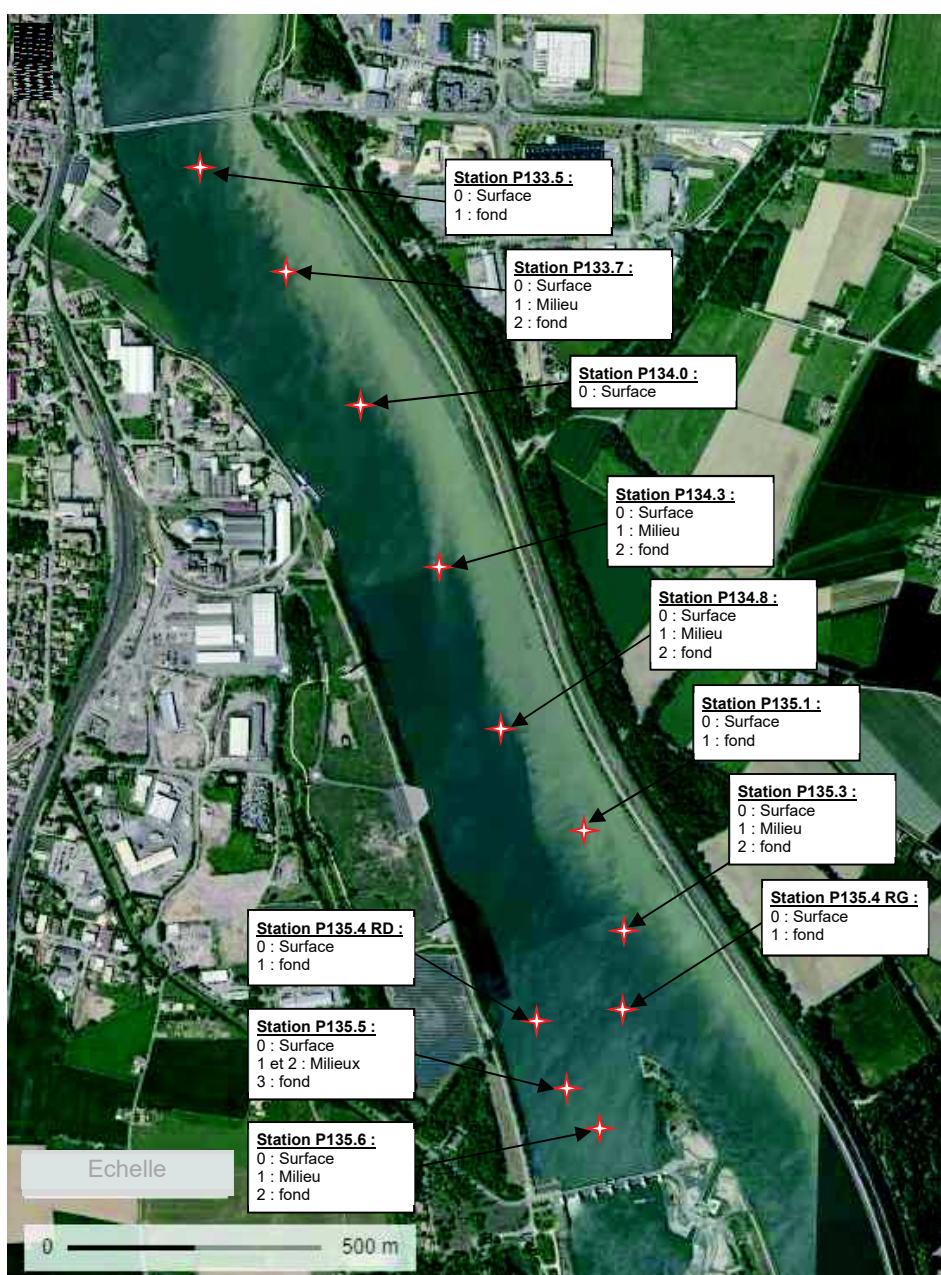 Station P133.5 :
0 : Surface
1 : fond
Station P133.7 :
0 : Surface
1 : Milieu
2 : fond
Station P134.0 :
0 : Surface
Station P134.3 :
0 : Surface
1 : Milieu
2 : fond
Station P134.8 :
0 : Surface
1 : Milieu
2 : fond
Station P135.1 :
0 : Surface
1 : fond
Station P135.3 :
0 : Surface
1 : Milieu
2 : fond
Station P135.4 RG :
0 : Surface
1 : fond
Station P135.4 RD :
0 : Surface
1 : fond
Station P135.5 :
0 : Surface
1 et 2 : Milieux
3 : fond
Station P135.6 :
0 : Surface
1 : Milieu
2 : fond
Echelle
0 500 m